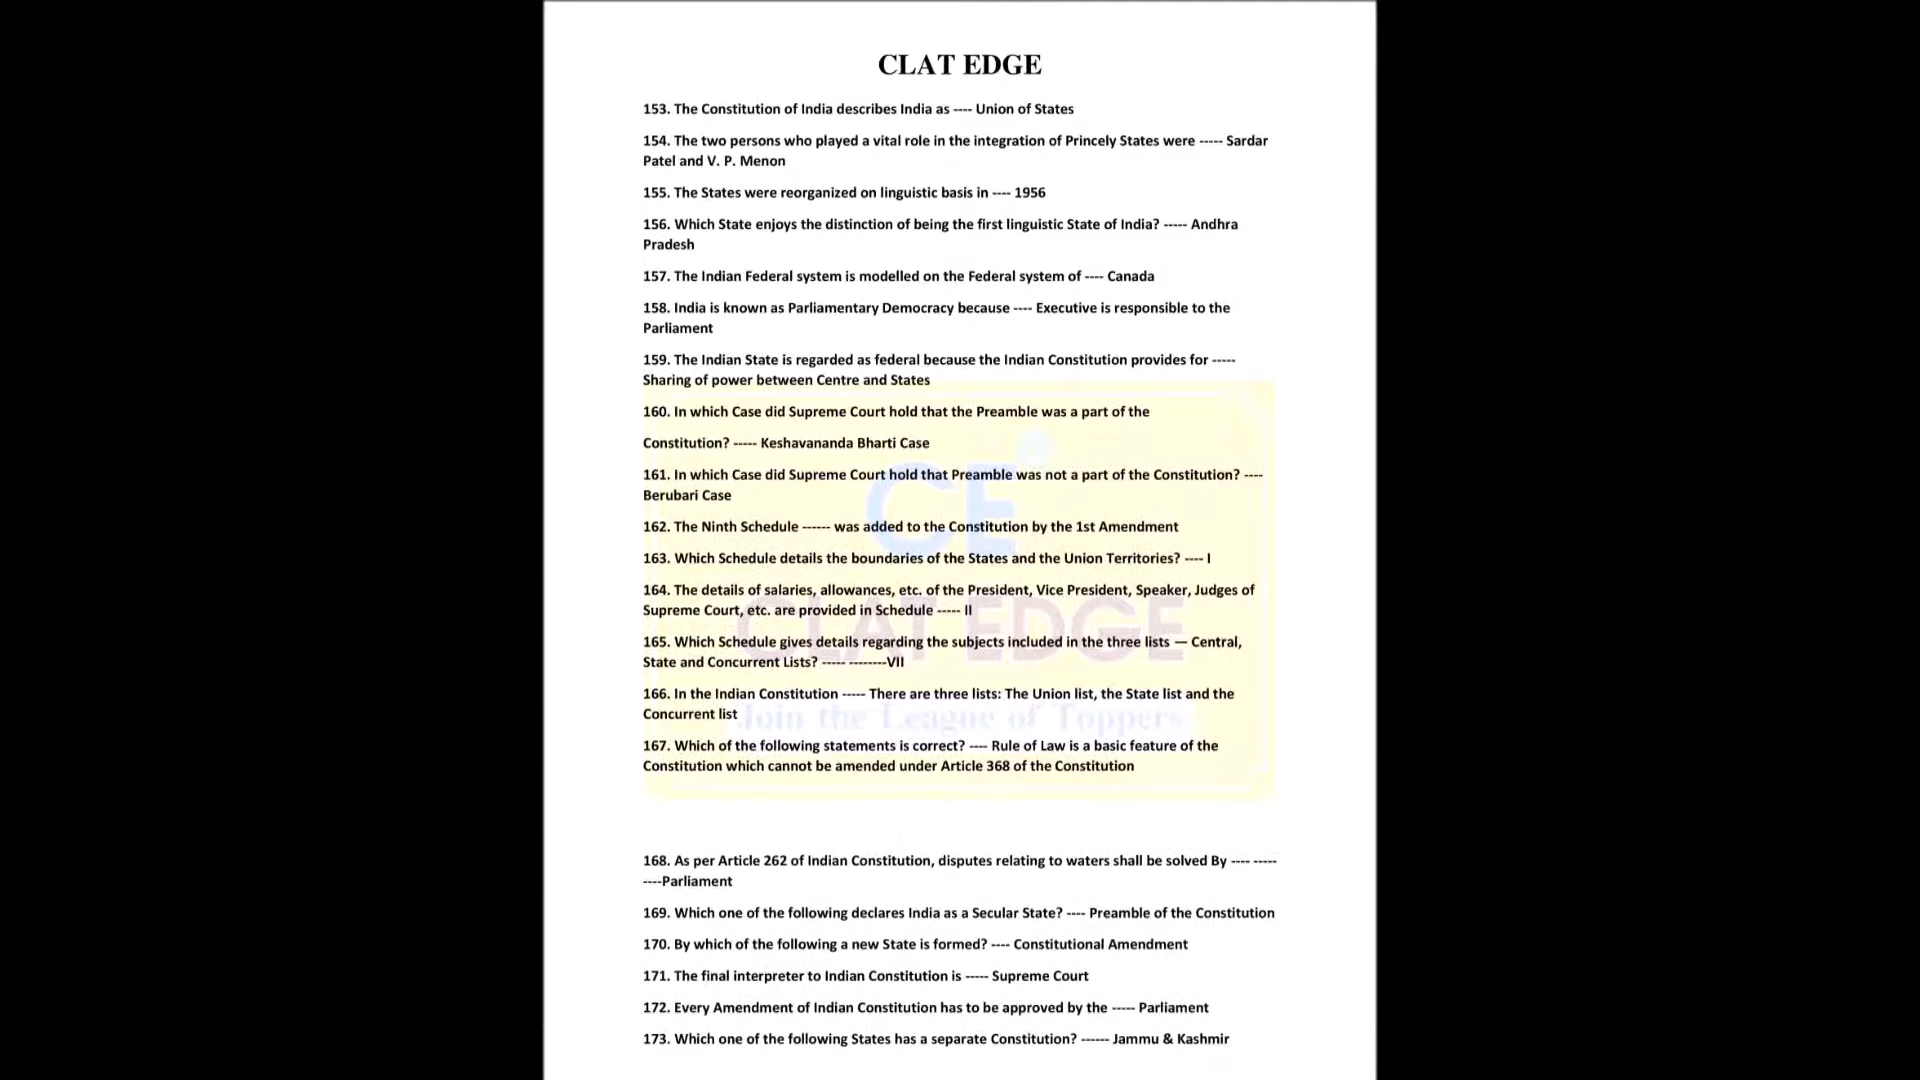 CLAT EDGE
153. The Constitution of India describes India as ---- Union of States
154. The two persons who played a vital role in the integration of Princely States were ----- Sardar
Patel and V. P. Menon
155. The States were reorganized on linguistic basis in ---- 1956
156. Which State enjoys the distinction of being the first linguistic State of India? ----- Andhra
Pradesh
157. The Indian Federal system is modelled on the Federal system of ---- Canada
158. India is known as Parliamentary Democracy because ---- Executive is responsible to the
Parliament
159. The Indian State is regarded as federal because the Indian Constitution provides for -----
Sharing of power between Centre and States
160. In which Case did Supreme Court hold that the Preamble was a part of the
Constitution? ----- Keshavananda Bharti Case
161. In which Case did Supreme Court hold that Preamble was not a part of the Constitution? ----
Berubari Case
CE
162. The Ninth Schedule ------ was added to the Constitution by the 1st Amendment
163. Which Schedule details the boundaries of the States and the Union Territories? ---- I
164. The details of salaries, allowances, etc. of the President, Vice President, Speaker, Judges of
Supreme Court, etc. are provided in Schedule ----- II
CLAT EDGE
165. Which Schedule gives details regarding the subjects included in the three lists — Central,
State and Concurrent Lists? ----- --------VII
166. In the Indian Constitution ----- There are three lists: The Union list, the State list and the
Concurrent list
Join the League of Toppers
167. Which of the following statements is correct? ---- Rule of Law is a basic feature of the
Constitution which cannot be amended under Article 368 of the Constitution
168. As per Article 262 of Indian Constitution, disputes relating to waters shall be solved By ---- -----
----Parliament
169. Which one of the following declares India as a Secular State? ---- Preamble of the Constitution
170. By which of the following a new State is formed? ---- Constitutional Amendment
171. The final interpreter to Indian Constitution is ----- Supreme Court
172. Every Amendment of Indian Constitution has to be approved by the ----- Parliament
173. Which one of the following States has a separate Constitution? ------ Jammu & Kashmir